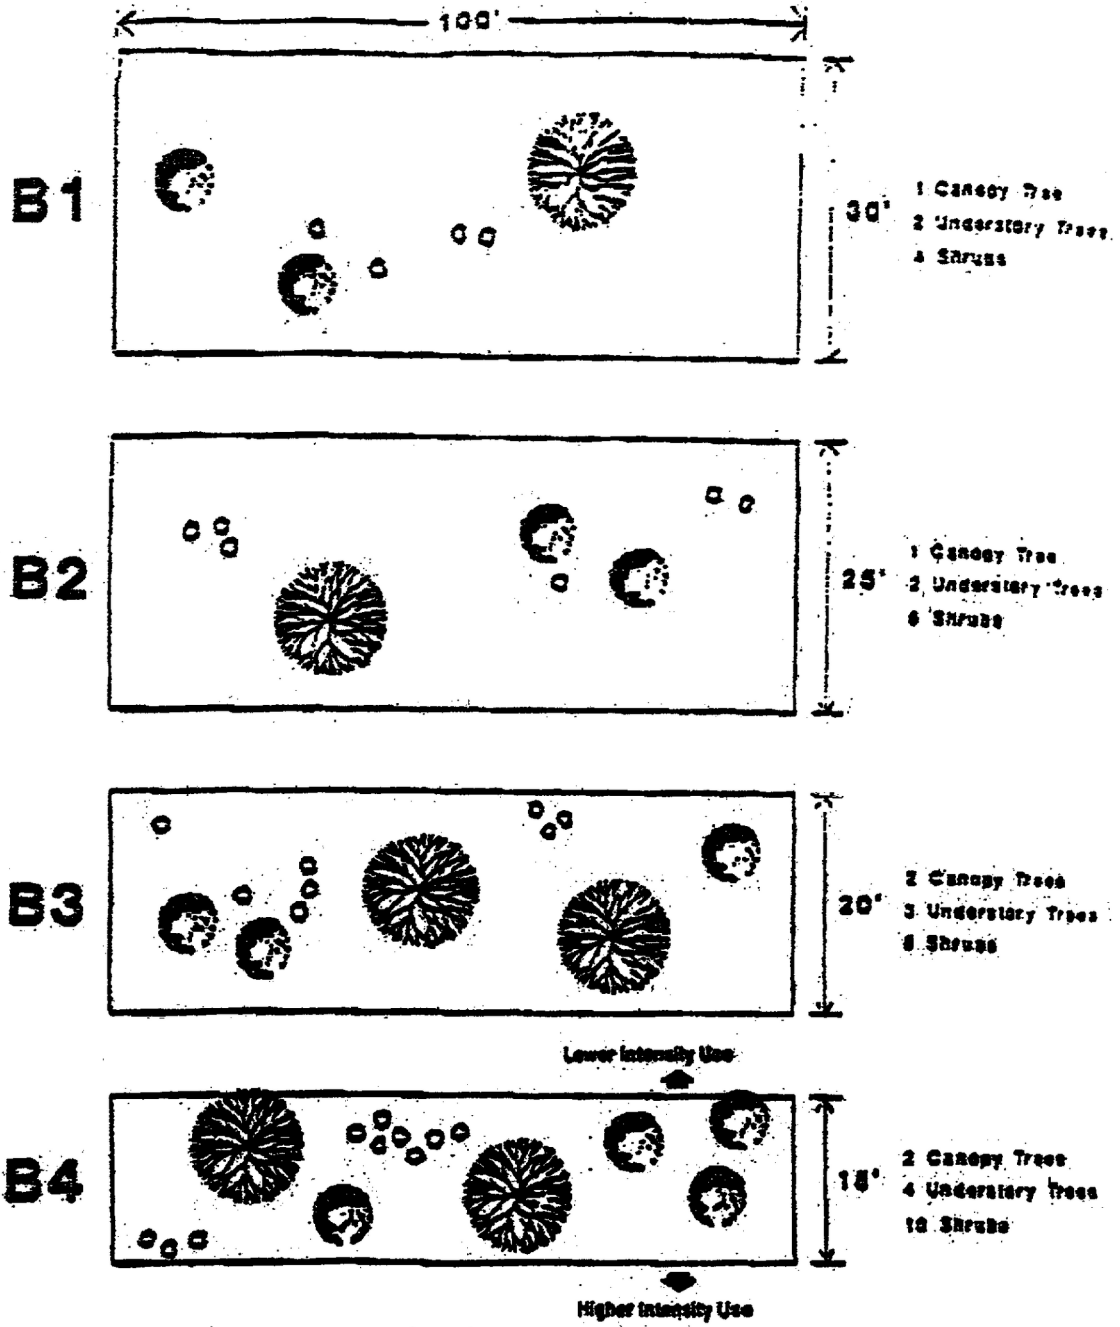 100'
B1
30'
1 Canopy Tree
2 Understory Trees
4 Shrubs
B2
25'
1 Canopy Tree
2 Understory Trees
6 Shrubs
B3
20'
2 Canopy Trees
3 Understory Trees
8 Shrubs
Lower Intensity Use
B4
15'
2 Canopy Trees
4 Understory Trees
10 Shrubs
Higher Intensity Use